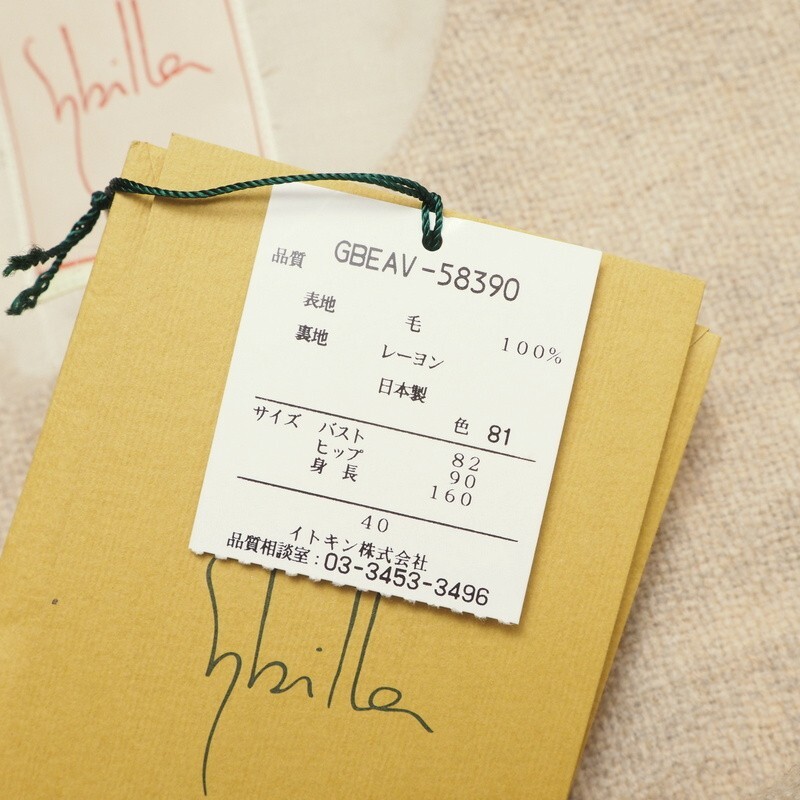 Sybilla
品質 GBEAV-58390
表地 毛 100%
裏地 レーヨン
日本製
色 81
サイズ バスト 82
ヒップ 90
身長 160
40
イトキン株式会社
品質相談室:03-3453-3496
Sybilla